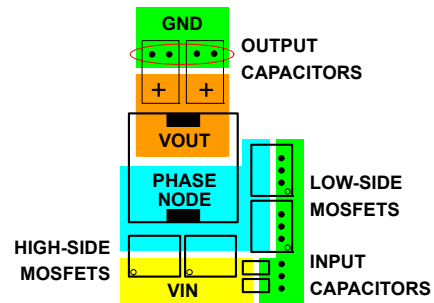 GND
OUTPUT
CAPACITORS
+ +
VOUT
PHASE
NODE
LOW-SIDE
MOSFETS
HIGH-SIDE
MOSFETS
INPUT
CAPACITORS
VIN